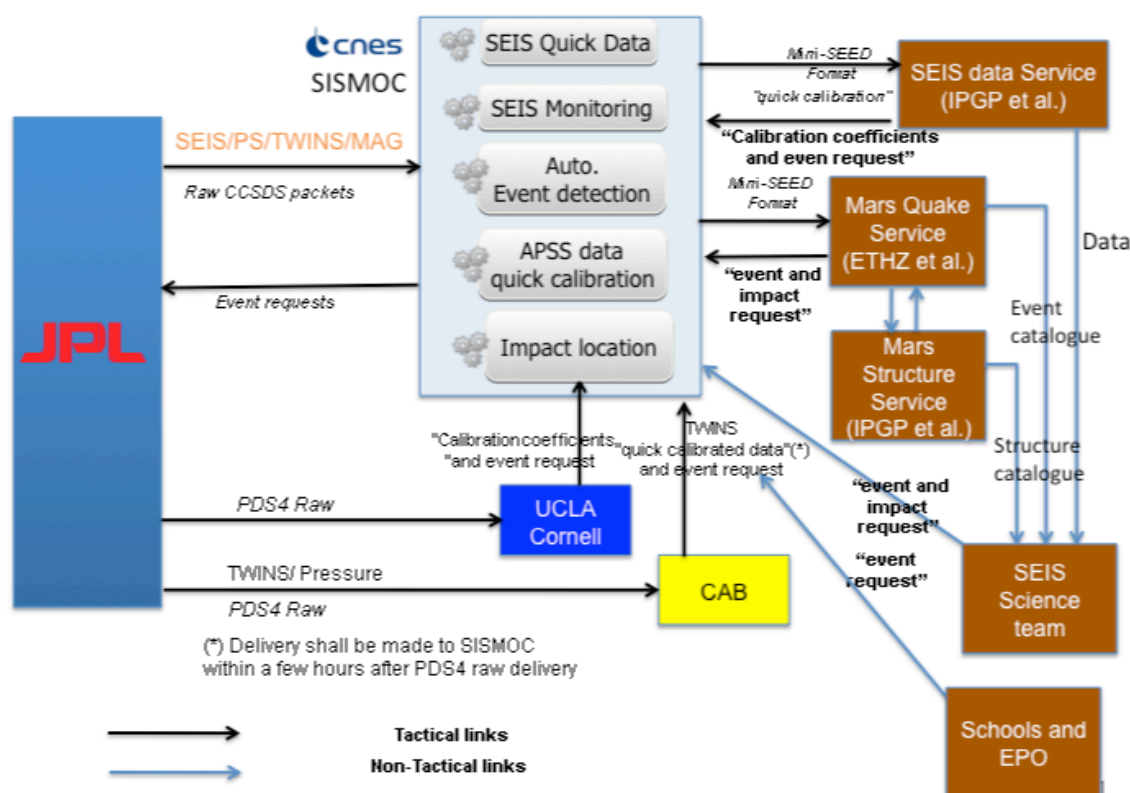 cnes
SISMOC
SEIS Quick Data
SEIS Monitoring
Auto.
Event detection
APSS data
quick calibration
Impact location
Mini-SEED
Format
"quick calibration"
SEIS data Service
(IPGP et al.)
“Calibration coefficients
and even request”
Mini-SEED
Format
Mars Quake
Service
(ETHZ et al.)
“event and
impact
request”
Data
Event
catalogue
Mars
Structure
Service
(IPGP et al.)
Structure
catalogue
SEIS/PS/TWINS/MAG
Raw CCSDS packets
Event requests
JPL
"Calibration coefficients
"and event request
TWINS
"quick calibrated data"(*)
and event request
PDS4 Raw
UCLA
Cornell
TWINS/ Pressure
PDS4 Raw
CAB
“event and
impact
request”
“event
request”
SEIS
Science
team
(*) Delivery shall be made to SISMOC
within a few hours after PDS4 raw delivery
Schools and
EPO
Tactical links
Non-Tactical links